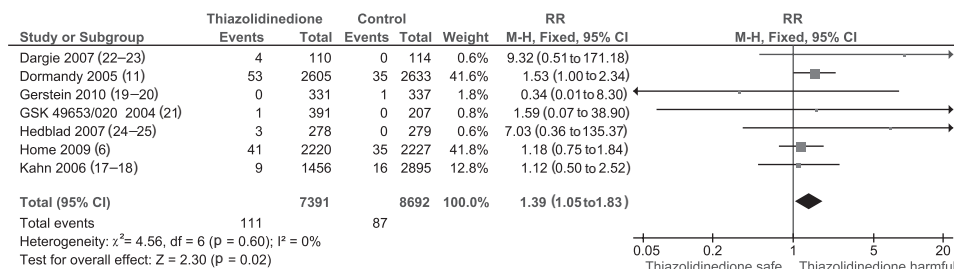 Thiazolidinedione Control RR RR
Study or Subgroup Events Total Events Total Weight M-H, Fixed, 95% CI M-H, Fixed, 95% CI
Dargie 2007 (22–23) 4 110 0 114 0.6% 9.32 (0.51 to 171.18)
Dormandy 2005 (11) 53 2605 35 2633 41.6% 1.53 (1.00 to 2.34)
Gerstein 2010 (19–20) 0 331 1 337 1.8% 0.34 (0.01 to 8.30)
GSK 49653/020 2004 (21) 1 391 0 207 0.8% 1.59 (0.07 to 38.90)
Hedblad 2007 (24–25) 3 278 0 279 0.6% 7.03 (0.36 to 135.37)
Home 2009 (6) 41 2220 35 2227 41.8% 1.18 (0.75 to 1.84)
Kahn 2006 (17–18) 9 1456 16 2895 12.8% 1.12 (0.50 to 2.52)
Total (95% CI) 7391 8692 100.0% 1.39 (1.05 to 1.83)
Total events 111 87
Heterogeneity: χ²= 4.56, df = 6 (p = 0.60); I² = 0%
Test for overall effect: Z = 2.30 (p = 0.02)
0.05 0.2 1 5 20
Thiazolidinedione safe Thiazolidinedione harmful